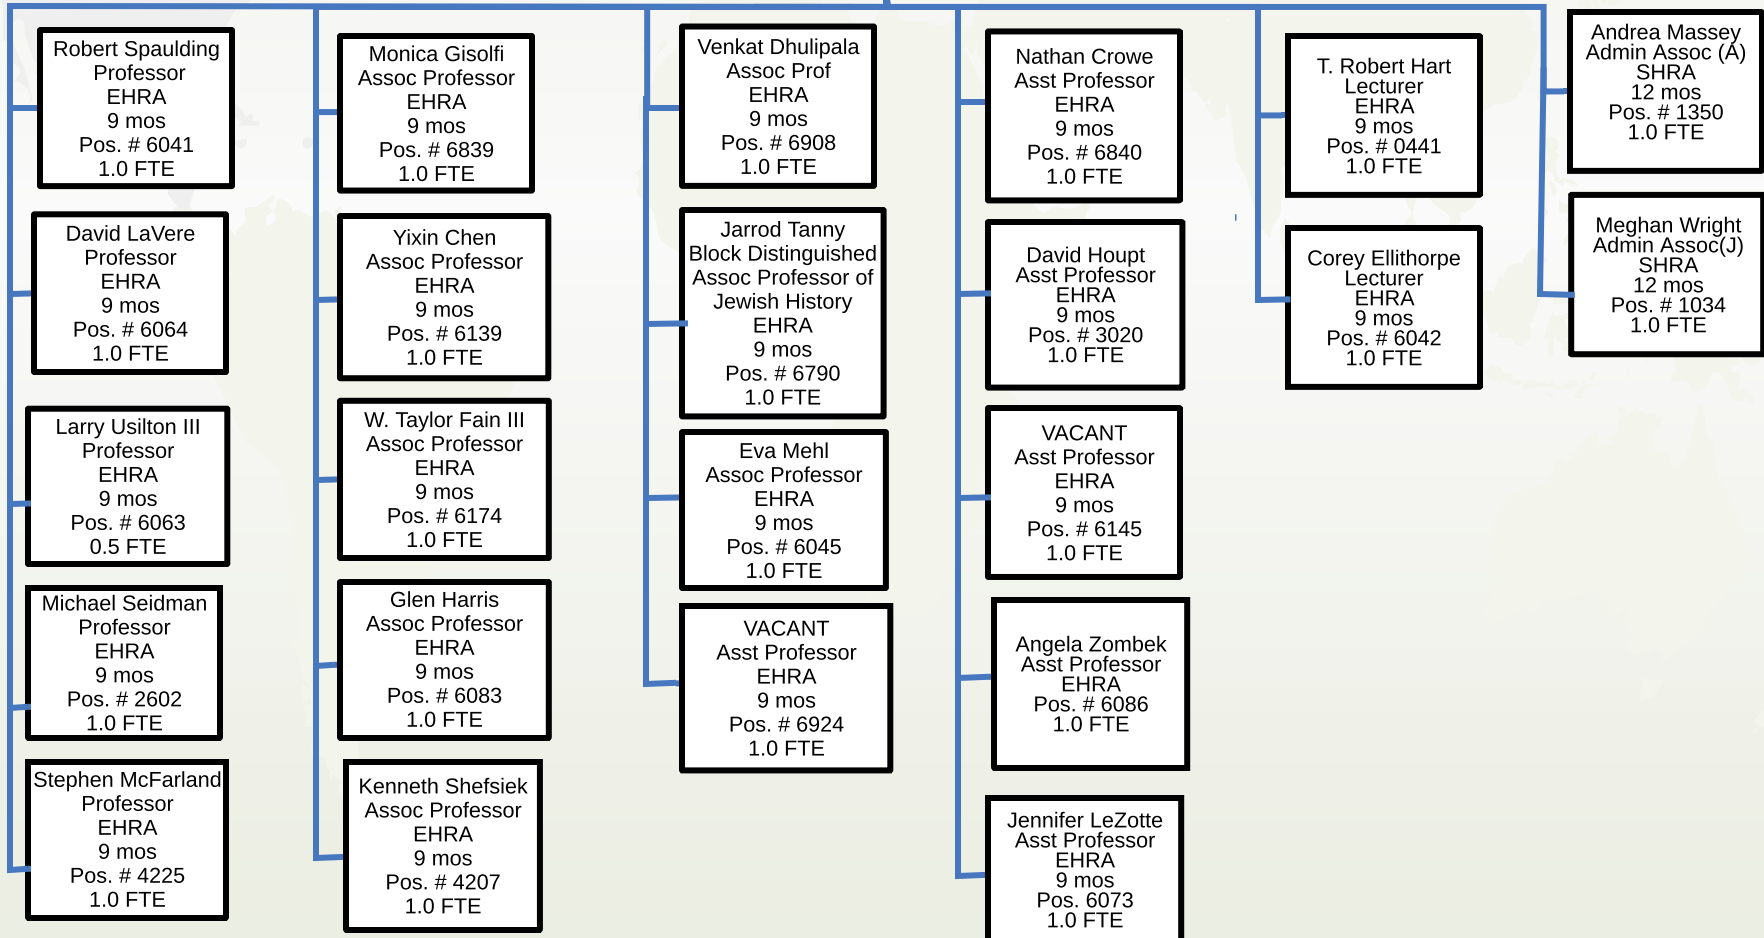 Robert Spaulding
Professor
EHRA
9 mos
Pos. # 6041
1.0 FTE
David LaVere
Professor
EHRA
9 mos
Pos. # 6064
1.0 FTE
Larry Usilton III
Professor
EHRA
9 mos
Pos. # 6063
0.5 FTE
Michael Seidman
Professor
EHRA
9 mos
Pos. # 2602
1.0 FTE
Stephen McFarland
Professor
EHRA
9 mos
Pos. # 4225
1.0 FTE
Monica Gisolfi
Assoc Professor
EHRA
9 mos
Pos. # 6839
1.0 FTE
Yixin Chen
Assoc Professor
EHRA
9 mos
Pos. # 6139
1.0 FTE
W. Taylor Fain III
Assoc Professor
EHRA
9 mos
Pos. # 6174
1.0 FTE
Glen Harris
Assoc Professor
EHRA
9 mos
Pos. # 6083
1.0 FTE
Kenneth Shefsiek
Assoc Professor
EHRA
9 mos
Pos. # 4207
1.0 FTE
Venkat Dhulipala
Assoc Prof
EHRA
9 mos
Pos. # 6908
1.0 FTE
Jarrod Tanny
Block Distinguished
Assoc Professor of
Jewish History
EHRA
9 mos
Pos. # 6790
1.0 FTE
Eva Mehl
Assoc Professor
EHRA
9 mos
Pos. # 6045
1.0 FTE
VACANT
Asst Professor
EHRA
9 mos
Pos. # 6924
1.0 FTE
Nathan Crowe
Asst Professor
EHRA
9 mos
Pos. # 6840
1.0 FTE
David Houpt
Asst Professor
EHRA
9 mos
Pos. # 3020
1.0 FTE
VACANT
Asst Professor
EHRA
9 mos
Pos. # 6145
1.0 FTE
Angela Zombek
Asst Professor
EHRA
Pos. # 6086
1.0 FTE
Jennifer LeZotte
Asst Professor
EHRA
9 mos
Pos. 6073
1.0 FTE
T. Robert Hart
Lecturer
EHRA
9 mos
Pos. # 0441
1.0 FTE
Corey Ellithorpe
Lecturer
EHRA
9 mos
Pos. # 6042
1.0 FTE
Andrea Massey
Admin Assoc (A)
SHRA
12 mos
Pos. # 1350
1.0 FTE
Meghan Wright
Admin Assoc(J)
SHRA
12 mos
Pos. # 1034
1.0 FTE